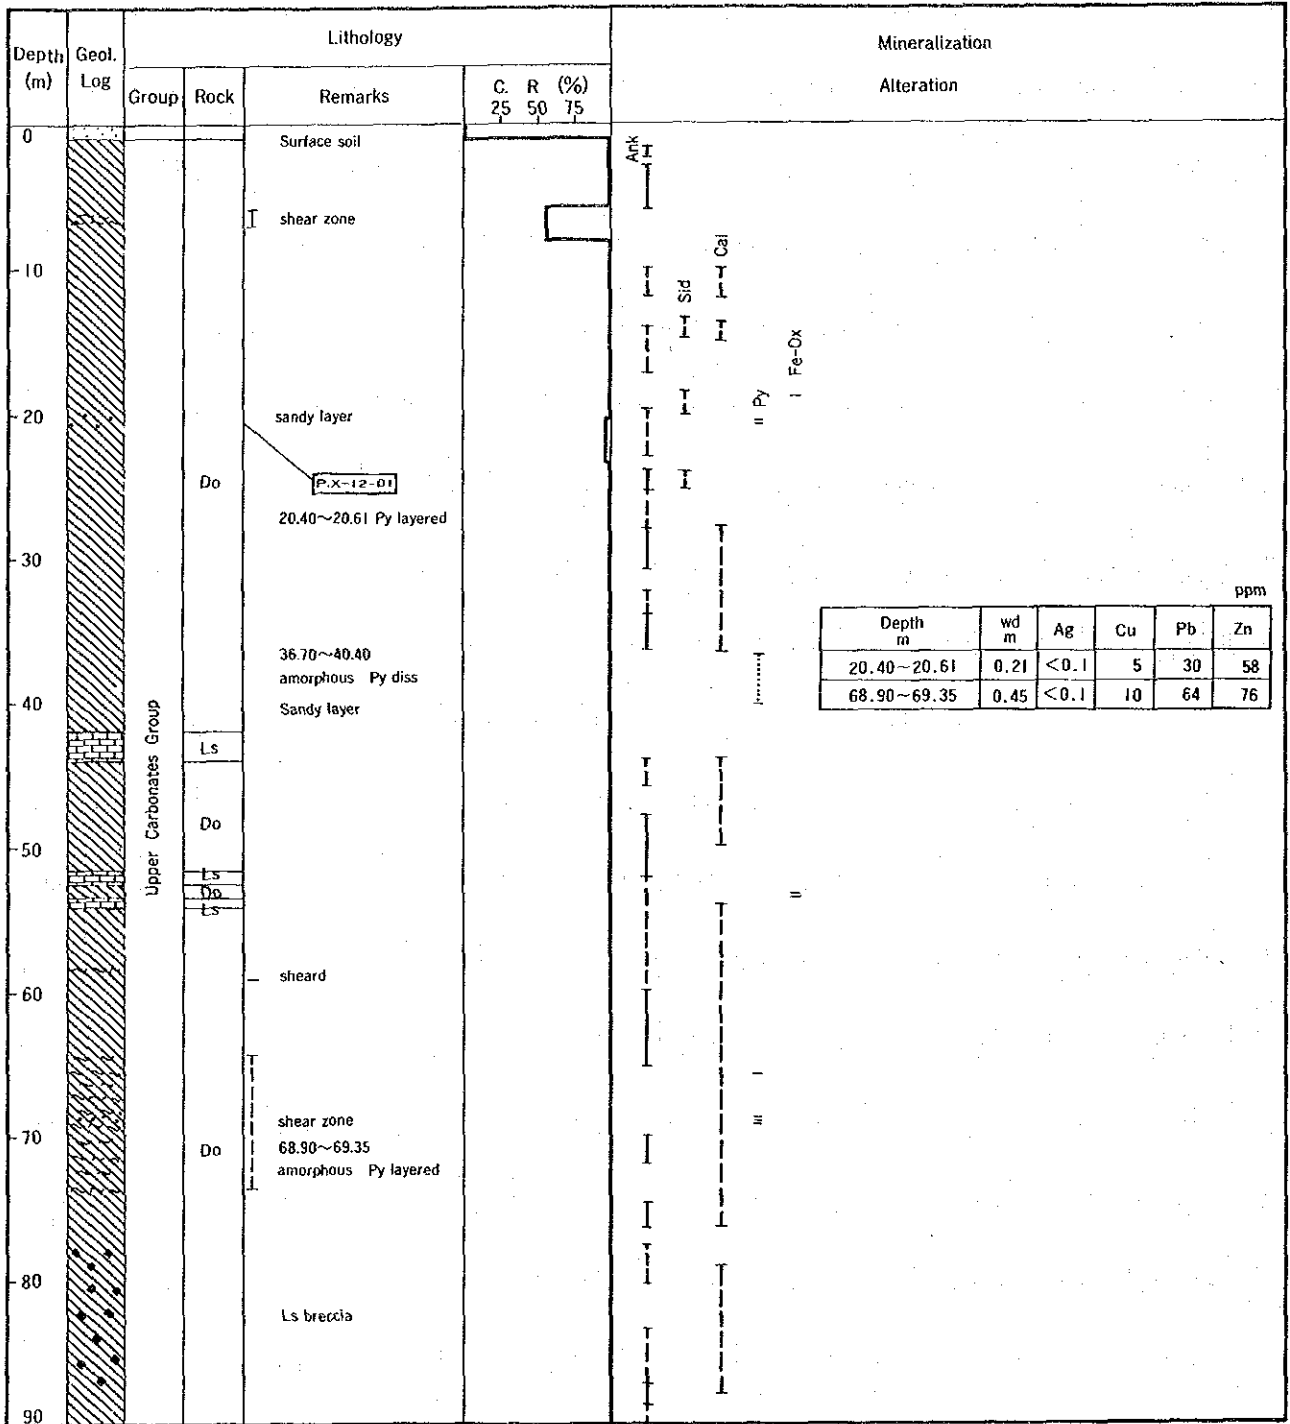 Depth (m)
Geol. Log
Lithology
Group
Rock
Remarks
C. R (%)
25 50 75
Mineralization
Alteration
0
Surface soil
Ank
shear zone
Cal
-10
Sid
Fe-Ox
Py
-20
sandy layer
Do
P.X-12-01
20.40~20.61 Py layered
-30
ppm
Depth m
wd m
Ag
Cu
Pb
Zn
20.40~20.61 0.21 <0.1 5 30 58
68.90~69.35 0.45 <0.1 10 64 76
36.70~40.40
amorphous Py diss
-40
Sandy layer
Upper Carbonates Group
Ls
Do
-50
Ls
Do
Ls
sheard
-60
shear zone
-70
Do
68.90~69.35
amorphous Py layered
-80
Ls breccia
90